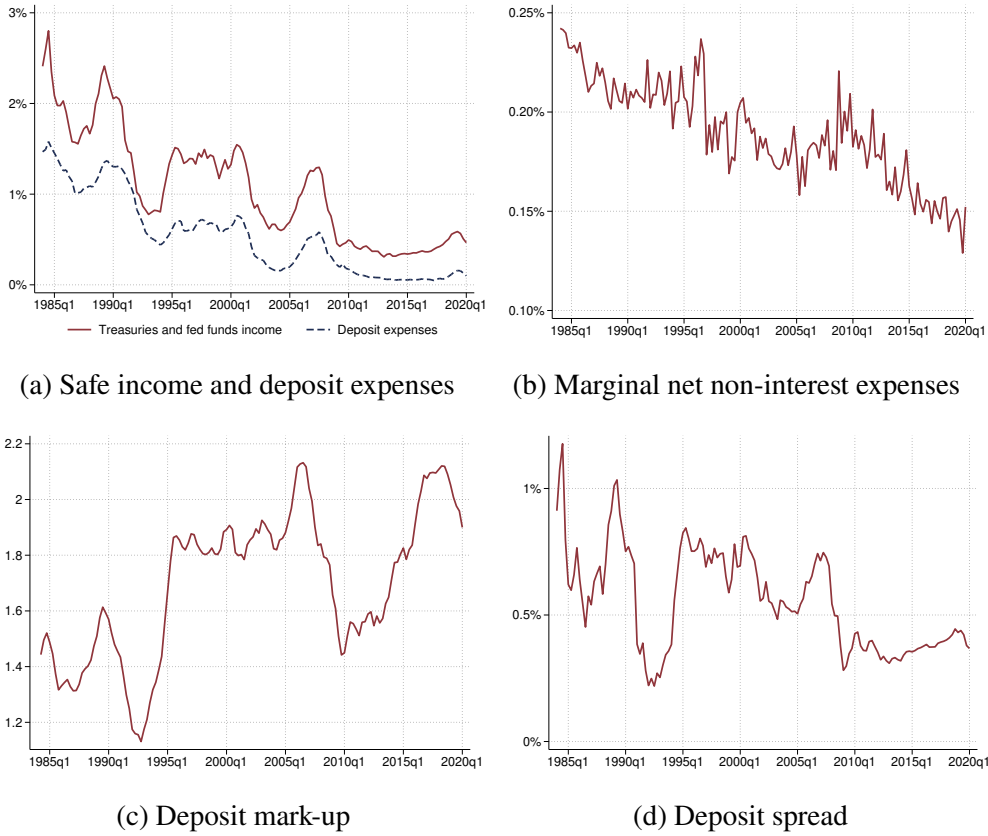 3%
2%
1%
0%
1985q1 1990q1 1995q1 2000q1 2005q1 2010q1 2015q1 2020q1
Treasuries and fed funds income Deposit expenses
(a) Safe income and deposit expenses
0.25%
0.20%
0.15%
0.10%
1985q1 1990q1 1995q1 2000q1 2005q1 2010q1 2015q1 2020q1
(b) Marginal net non-interest expenses
2.2
2
1.8
1.6
1.4
1.2
1985q1 1990q1 1995q1 2000q1 2005q1 2010q1 2015q1 2020q1
(c) Deposit mark-up
1%
0.5%
0%
1985q1 1990q1 1995q1 2000q1 2005q1 2010q1 2015q1 2020q1
(d) Deposit spread